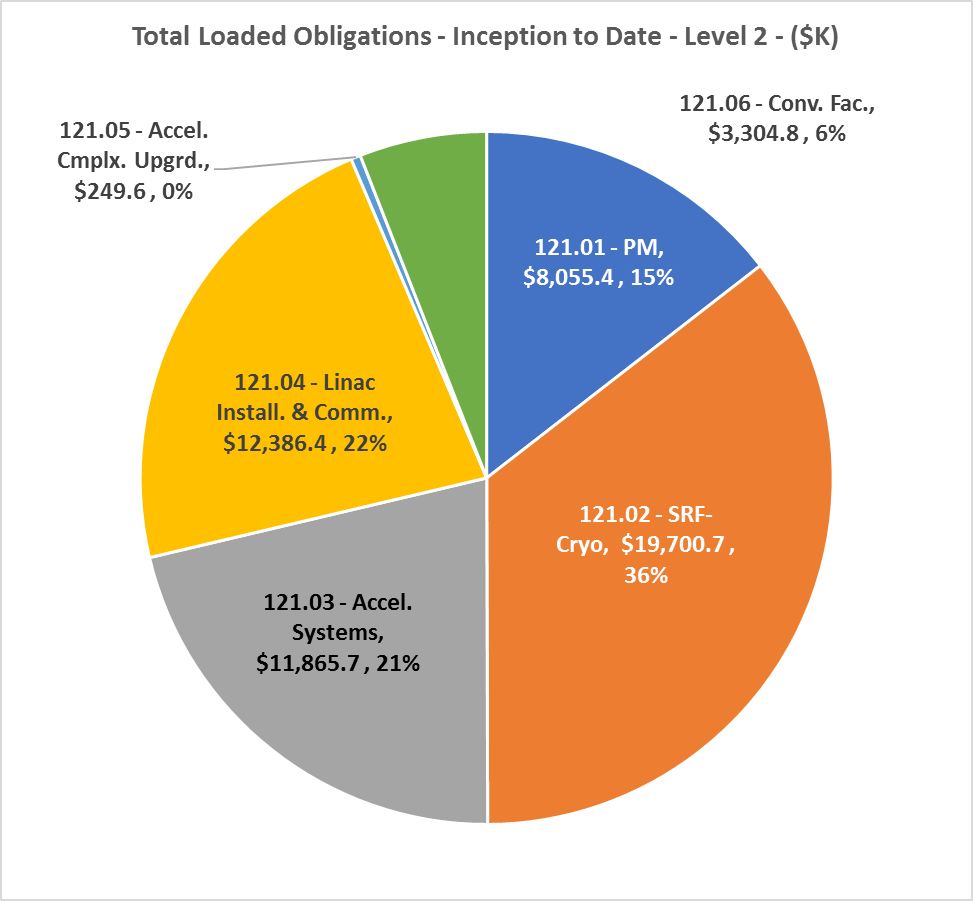 Total Loaded Obligations - Inception to Date - Level 2 - ($K)
121.06 - Conv. Fac.,
$3,304.8 , 6%
121.05 - Accel.
Cmplx. Upgrd.,
$249.6 , 0%
121.01 - PM,
$8,055.4 , 15%
121.04 - Linac
Install. & Comm.,
$12,386.4 , 22%
121.02 - SRF-
Cryo, $19,700.7 ,
36%
121.03 - Accel.
Systems,
$11,865.7 , 21%